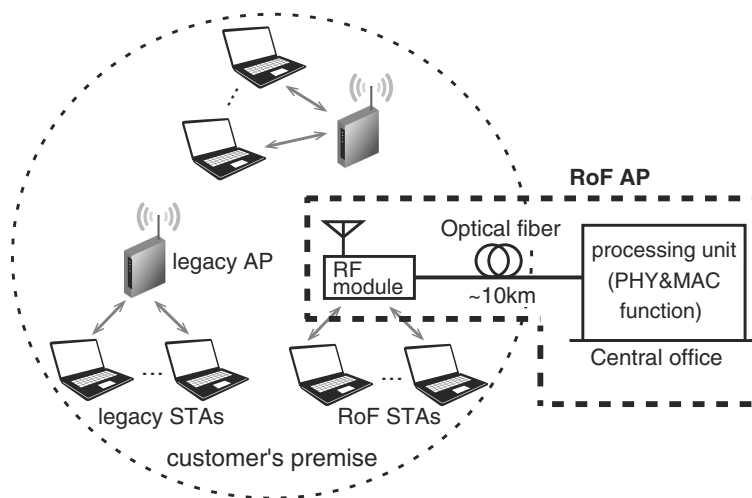 RoF AP
Optical fiber
legacy AP
RF
module
~10km
processing unit
(PHY&MAC
function)
Central office
...
...
legacy STAs
RoF STAs
customer's premise